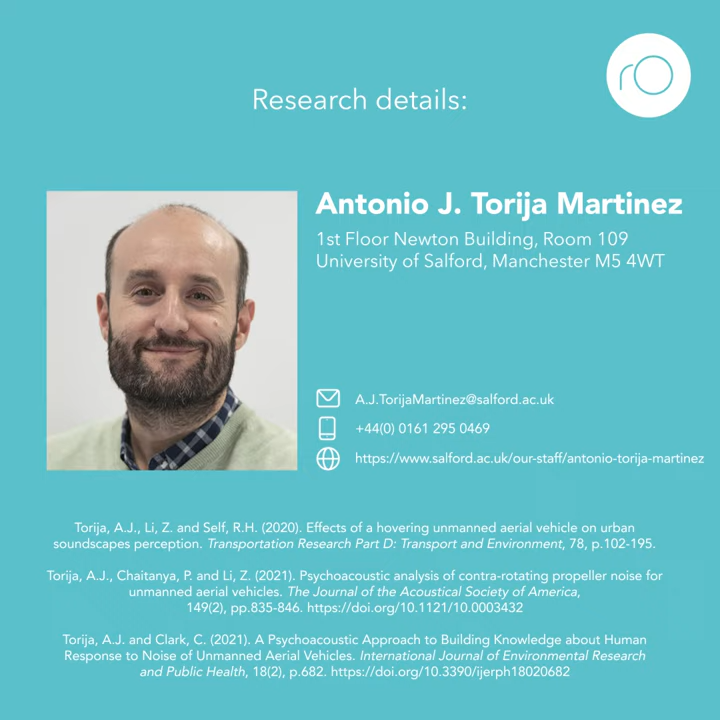 rO
Research details:
Antonio J. Torija Martinez
1st Floor Newton Building, Room 109
University of Salford, Manchester M5 4WT
A.J.TorijaMartinez@salford.ac.uk
+44(0) 0161 295 0469
https://www.salford.ac.uk/our-staff/antonio-torija-martinez
Torija, A.J., Li, Z. and Self, R.H. (2020). Effects of a hovering unmanned aerial vehicle on urban
soundscapes perception. Transportation Research Part D: Transport and Environment, 78, p.102-195.
Torija, A.J., Chaitanya, P. and Li, Z. (2021). Psychoacoustic analysis of contra-rotating propeller noise for
unmanned aerial vehicles. The Journal of the Acoustical Society of America,
149(2), pp.835-846. https://doi.org/10.1121/10.0003432
Torija, A.J. and Clark, C. (2021). A Psychoacoustic Approach to Building Knowledge about Human
Response to Noise of Unmanned Aerial Vehicles. International Journal of Environmental Research
and Public Health, 18(2), p.682. https://doi.org/10.3390/ijerph18020682